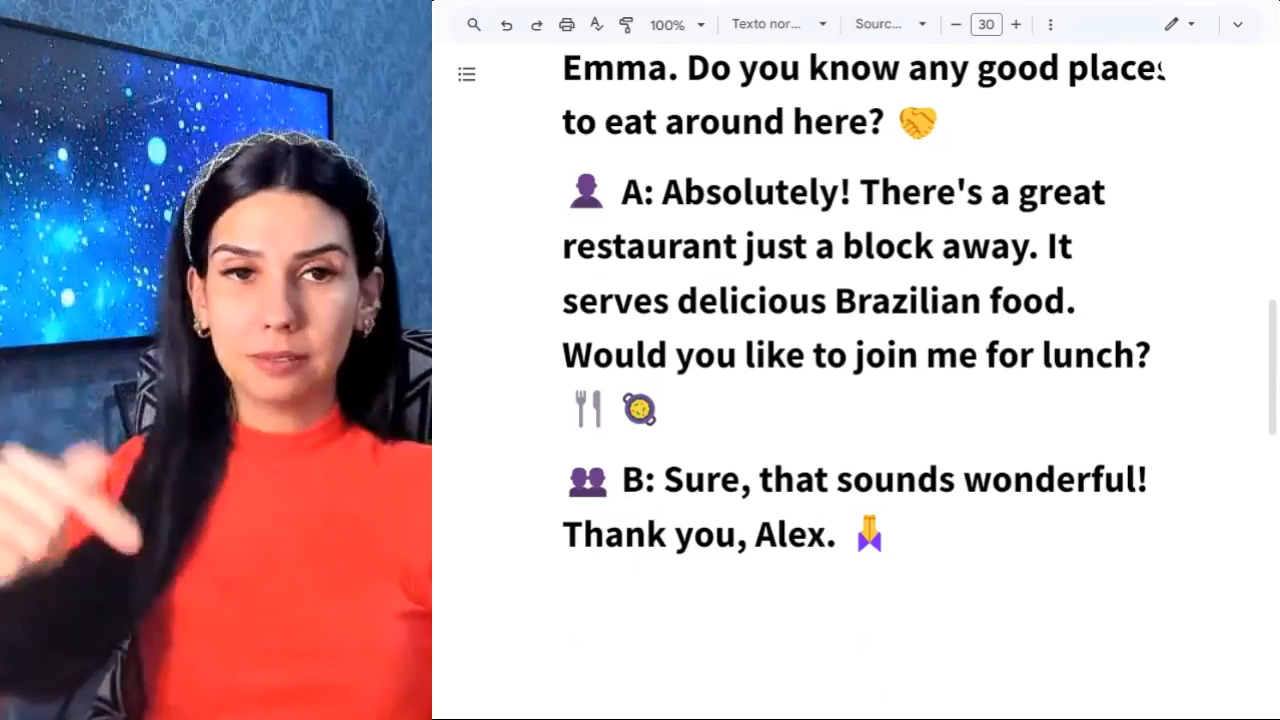 100% Texto nor... Sourc... 30
Emma. Do you know any good places
to eat around here? 🤝
👤 A: Absolutely! There's a great
restaurant just a block away. It
serves delicious Brazilian food.
Would you like to join me for lunch?
🍴 🥘
👥 B: Sure, that sounds wonderful!
Thank you, Alex. 🙏